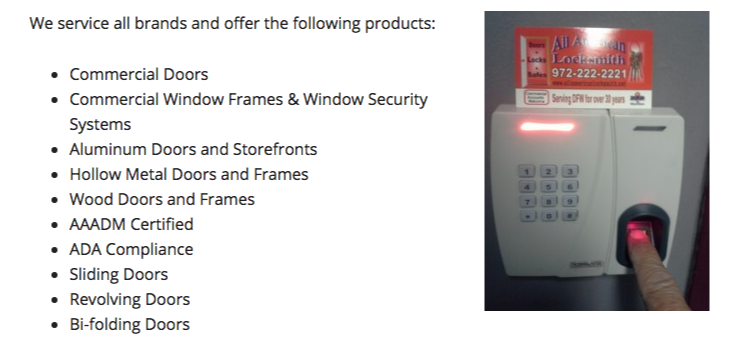 We service all brands and offer the following products:
• Commercial Doors
• Commercial Window Frames & Window Security
Systems
• Aluminum Doors and Storefronts
• Hollow Metal Doors and Frames
• Wood Doors and Frames
• AAADM Certified
• ADA Compliance
• Sliding Doors
• Revolving Doors
• Bi-folding Doors
Doors
Locks
Safes
All American
Locksmith
972-222-2221
Serving DFW for over 30 years
1 2 3
4 5 6
7 8 9
* 0 #